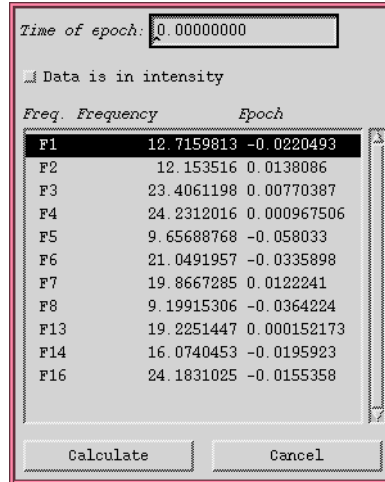 Time of epoch: 0.00000000
Data is in intensity
Freq. Frequency Epoch
F1 12.7159813 -0.0220493
F2 12.153516 0.0138086
F3 23.4061198 0.00770387
F4 24.2312016 0.000967506
F5 9.65688768 -0.058033
F6 21.0491957 -0.0335898
F7 19.8667285 0.0122241
F8 9.19915306 -0.0364224
F13 19.2251447 0.000152173
F14 16.0740453 -0.0195923
F16 24.1831025 -0.0155358
Calculate Cancel